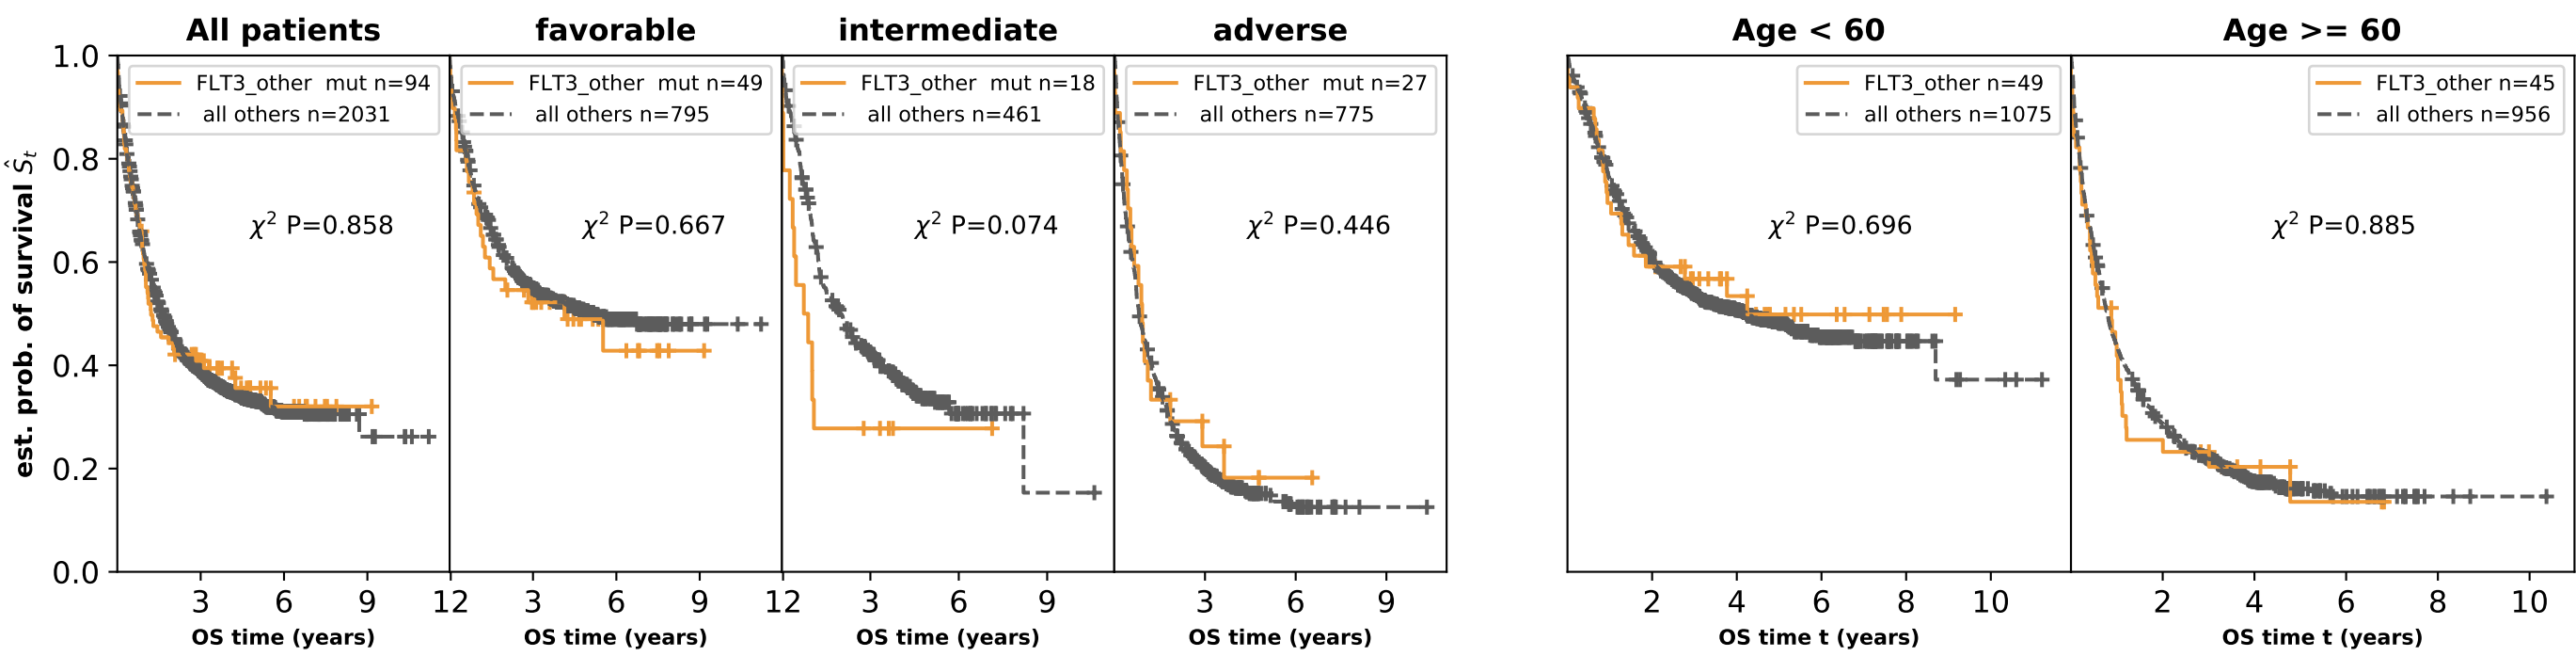 All patients
favorable
intermediate
adverse
Age < 60
Age >= 60
est. prob. of survival Ŝt
1.0
0.8
0.6
0.4
0.2
0.0
FLT3_other mut n=94
all others n=2031
χ² P=0.858
3 6 9 12
OS time (years)
FLT3_other mut n=49
all others n=795
χ² P=0.667
3 6 9 12
OS time (years)
FLT3_other mut n=18
all others n=461
χ² P=0.074
3 6 9
OS time (years)
FLT3_other mut n=27
all others n=775
χ² P=0.446
3 6 9
OS time (years)
FLT3_other n=49
all others n=1075
χ² P=0.696
2 4 6 8 10
OS time t (years)
FLT3_other n=45
all others n=956
χ² P=0.885
2 4 6 8 10
OS time t (years)